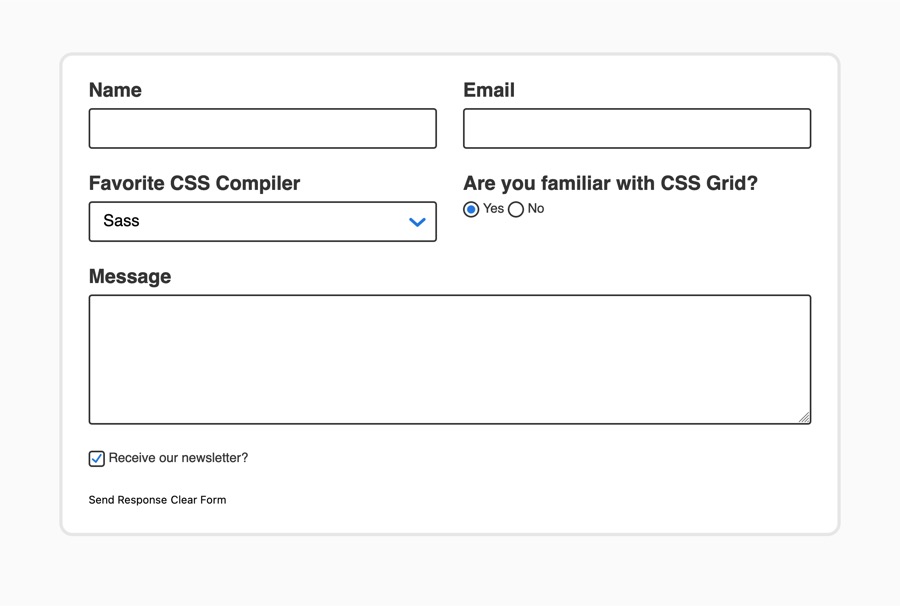 Name
Email
Favorite CSS Compiler
Are you familiar with CSS Grid?
Sass
Yes No
Message
Receive our newsletter?
Send Response Clear Form